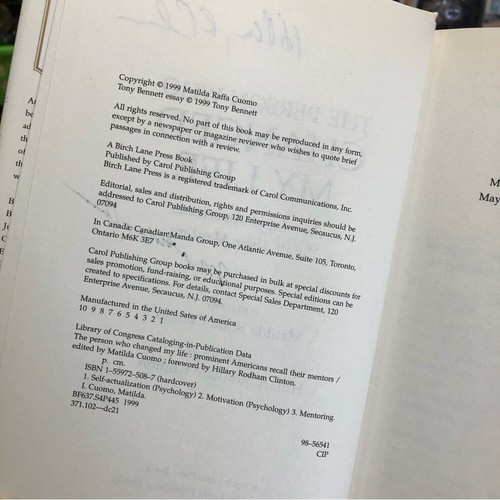 Copyright © 1999 Matilda Raffa Cuomo
Tony Bennett essay © 1999 Tony Bennett
All rights reserved. No part of this book may be reproduced in any form,
except by a newspaper or magazine reviewer who wishes to quote brief
passages in connection with a review.
A Birch Lane Press Book
Published by Carol Publishing Group
Birch Lane Press is a registered trademark of Carol Communications, Inc.
Editorial, sales and distribution, rights and permissions inquiries should be
addressed to Carol Publishing Group, 120 Enterprise Avenue, Secaucus, N.J.
07094
In Canada: Canadian Manda Group, One Atlantic Avenue, Suite 105, Toronto,
Ontario M6K 3E7
Carol Publishing Group books may be purchased in bulk at special discounts for
sales promotion, fund-raising, or educational purposes. Special editions can be
created to specifications. For details, contact Special Sales Department, 120
Enterprise Avenue, Secaucus, N.J. 07094.
Manufactured in the United Sates of America
10 9 8 7 6 5 4 3 2 1
Library of Congress Cataloging-in-Publication Data
The person who changed my life : prominent Americans recall their mentors /
edited by Matilda Cuomo ; foreword by Hillary Rodham Clinton.
p. cm.
ISBN 1-55972-508-7 (hardcover)
1. Self-actualization (Psychology) 2. Motivation (Psychology) 3. Mentoring.
I. Cuomo, Matilda.
BF637.S4P445 1999
371.102—dc21
98-56541
CIP
M
May